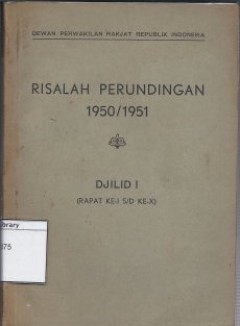 DEWAN PERWAKILAN RAKJAT REPUBLIK INDONESIA
RISALAH PERUNDINGAN
1950/1951
DJILID I
(RAPAT KE-I S/D KE-X)